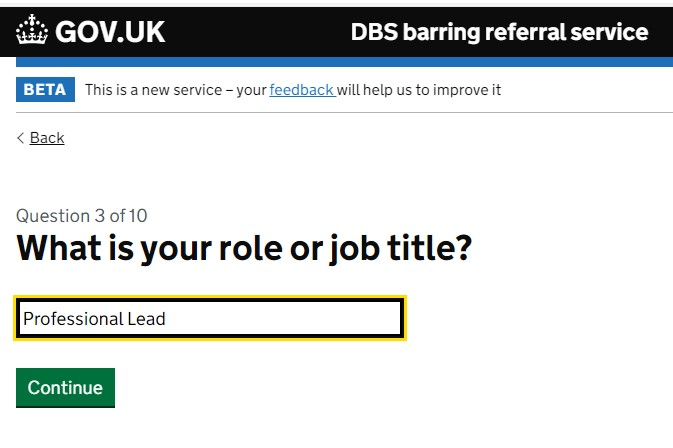 GOV.UK DBS barring referral service
BETA This is a new service – your feedback will help us to improve it
Back
Question 3 of 10
What is your role or job title?
Professional Lead
Continue